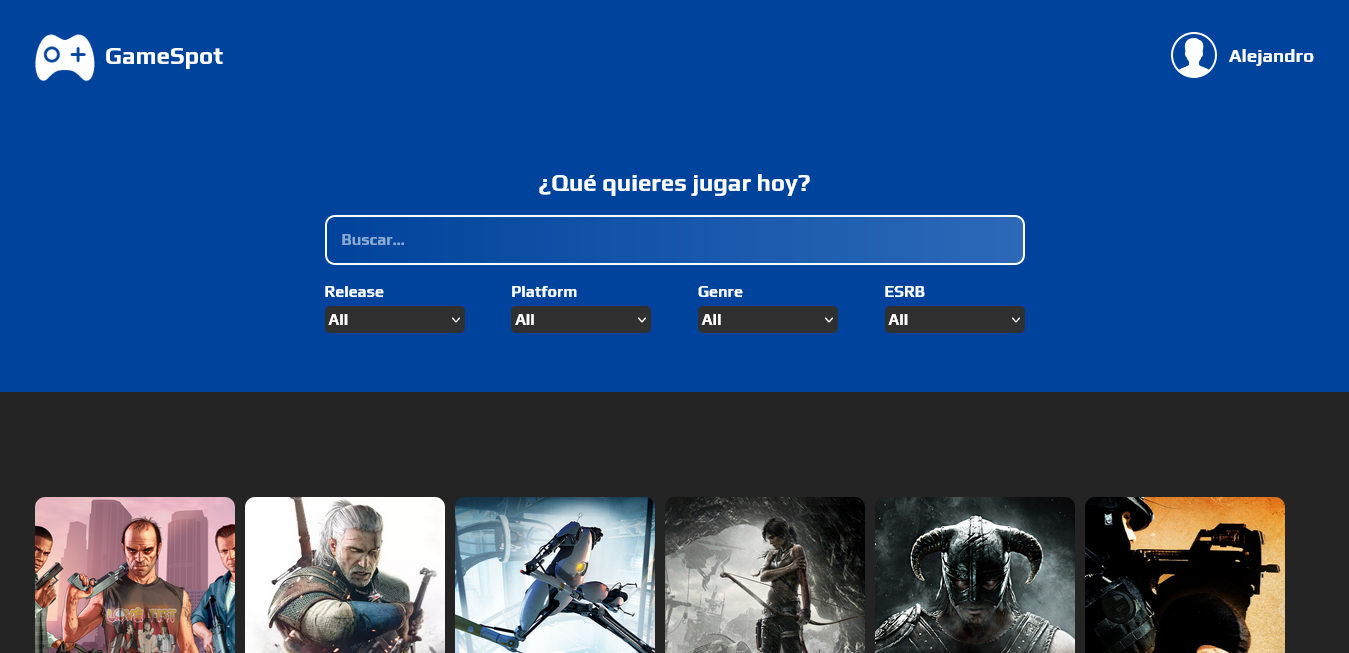 GameSpot
Alejandro
¿Qué quieres jugar hoy?
Buscar...
Release Platform Genre ESRB
All All All All